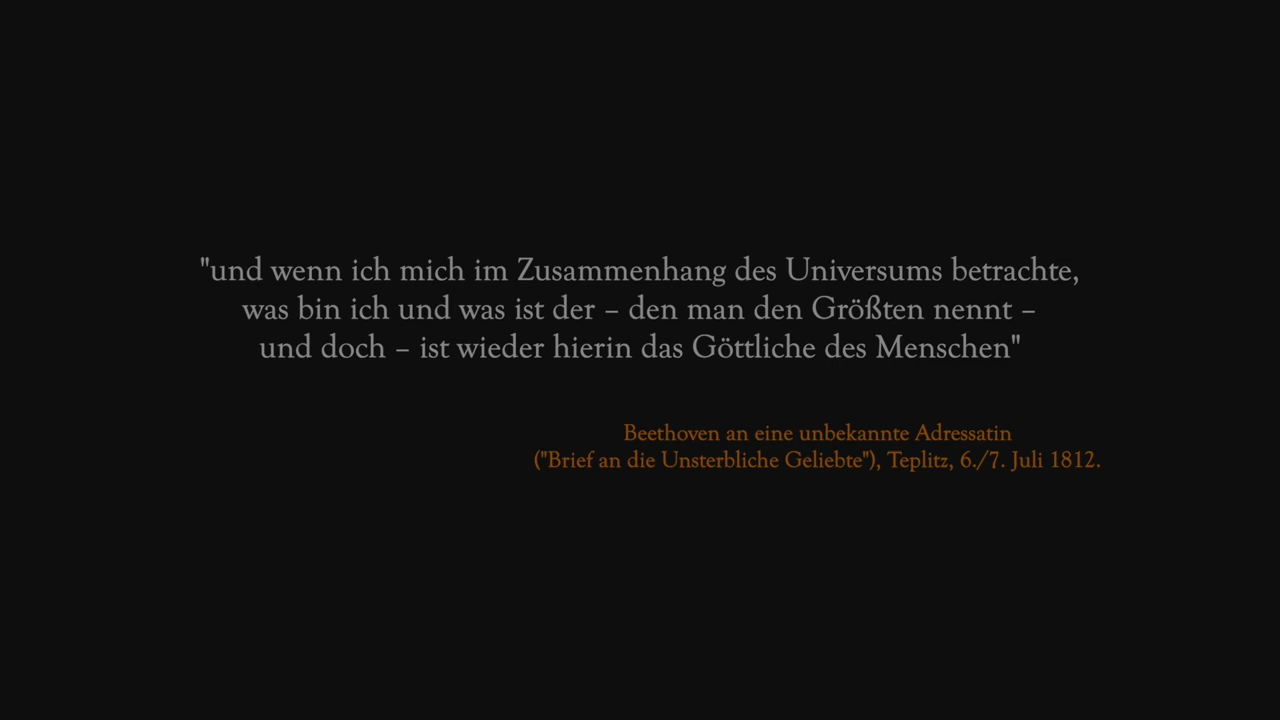 "und wenn ich mich im Zusammenhang des Universums betrachte,
was bin ich und was ist der – den man den Größten nennt –
und doch – ist wieder hierin das Göttliche des Menschen"
Beethoven an eine unbekannte Adressatin
("Brief an die Unsterbliche Geliebte"), Teplitz, 6./7. Juli 1812.